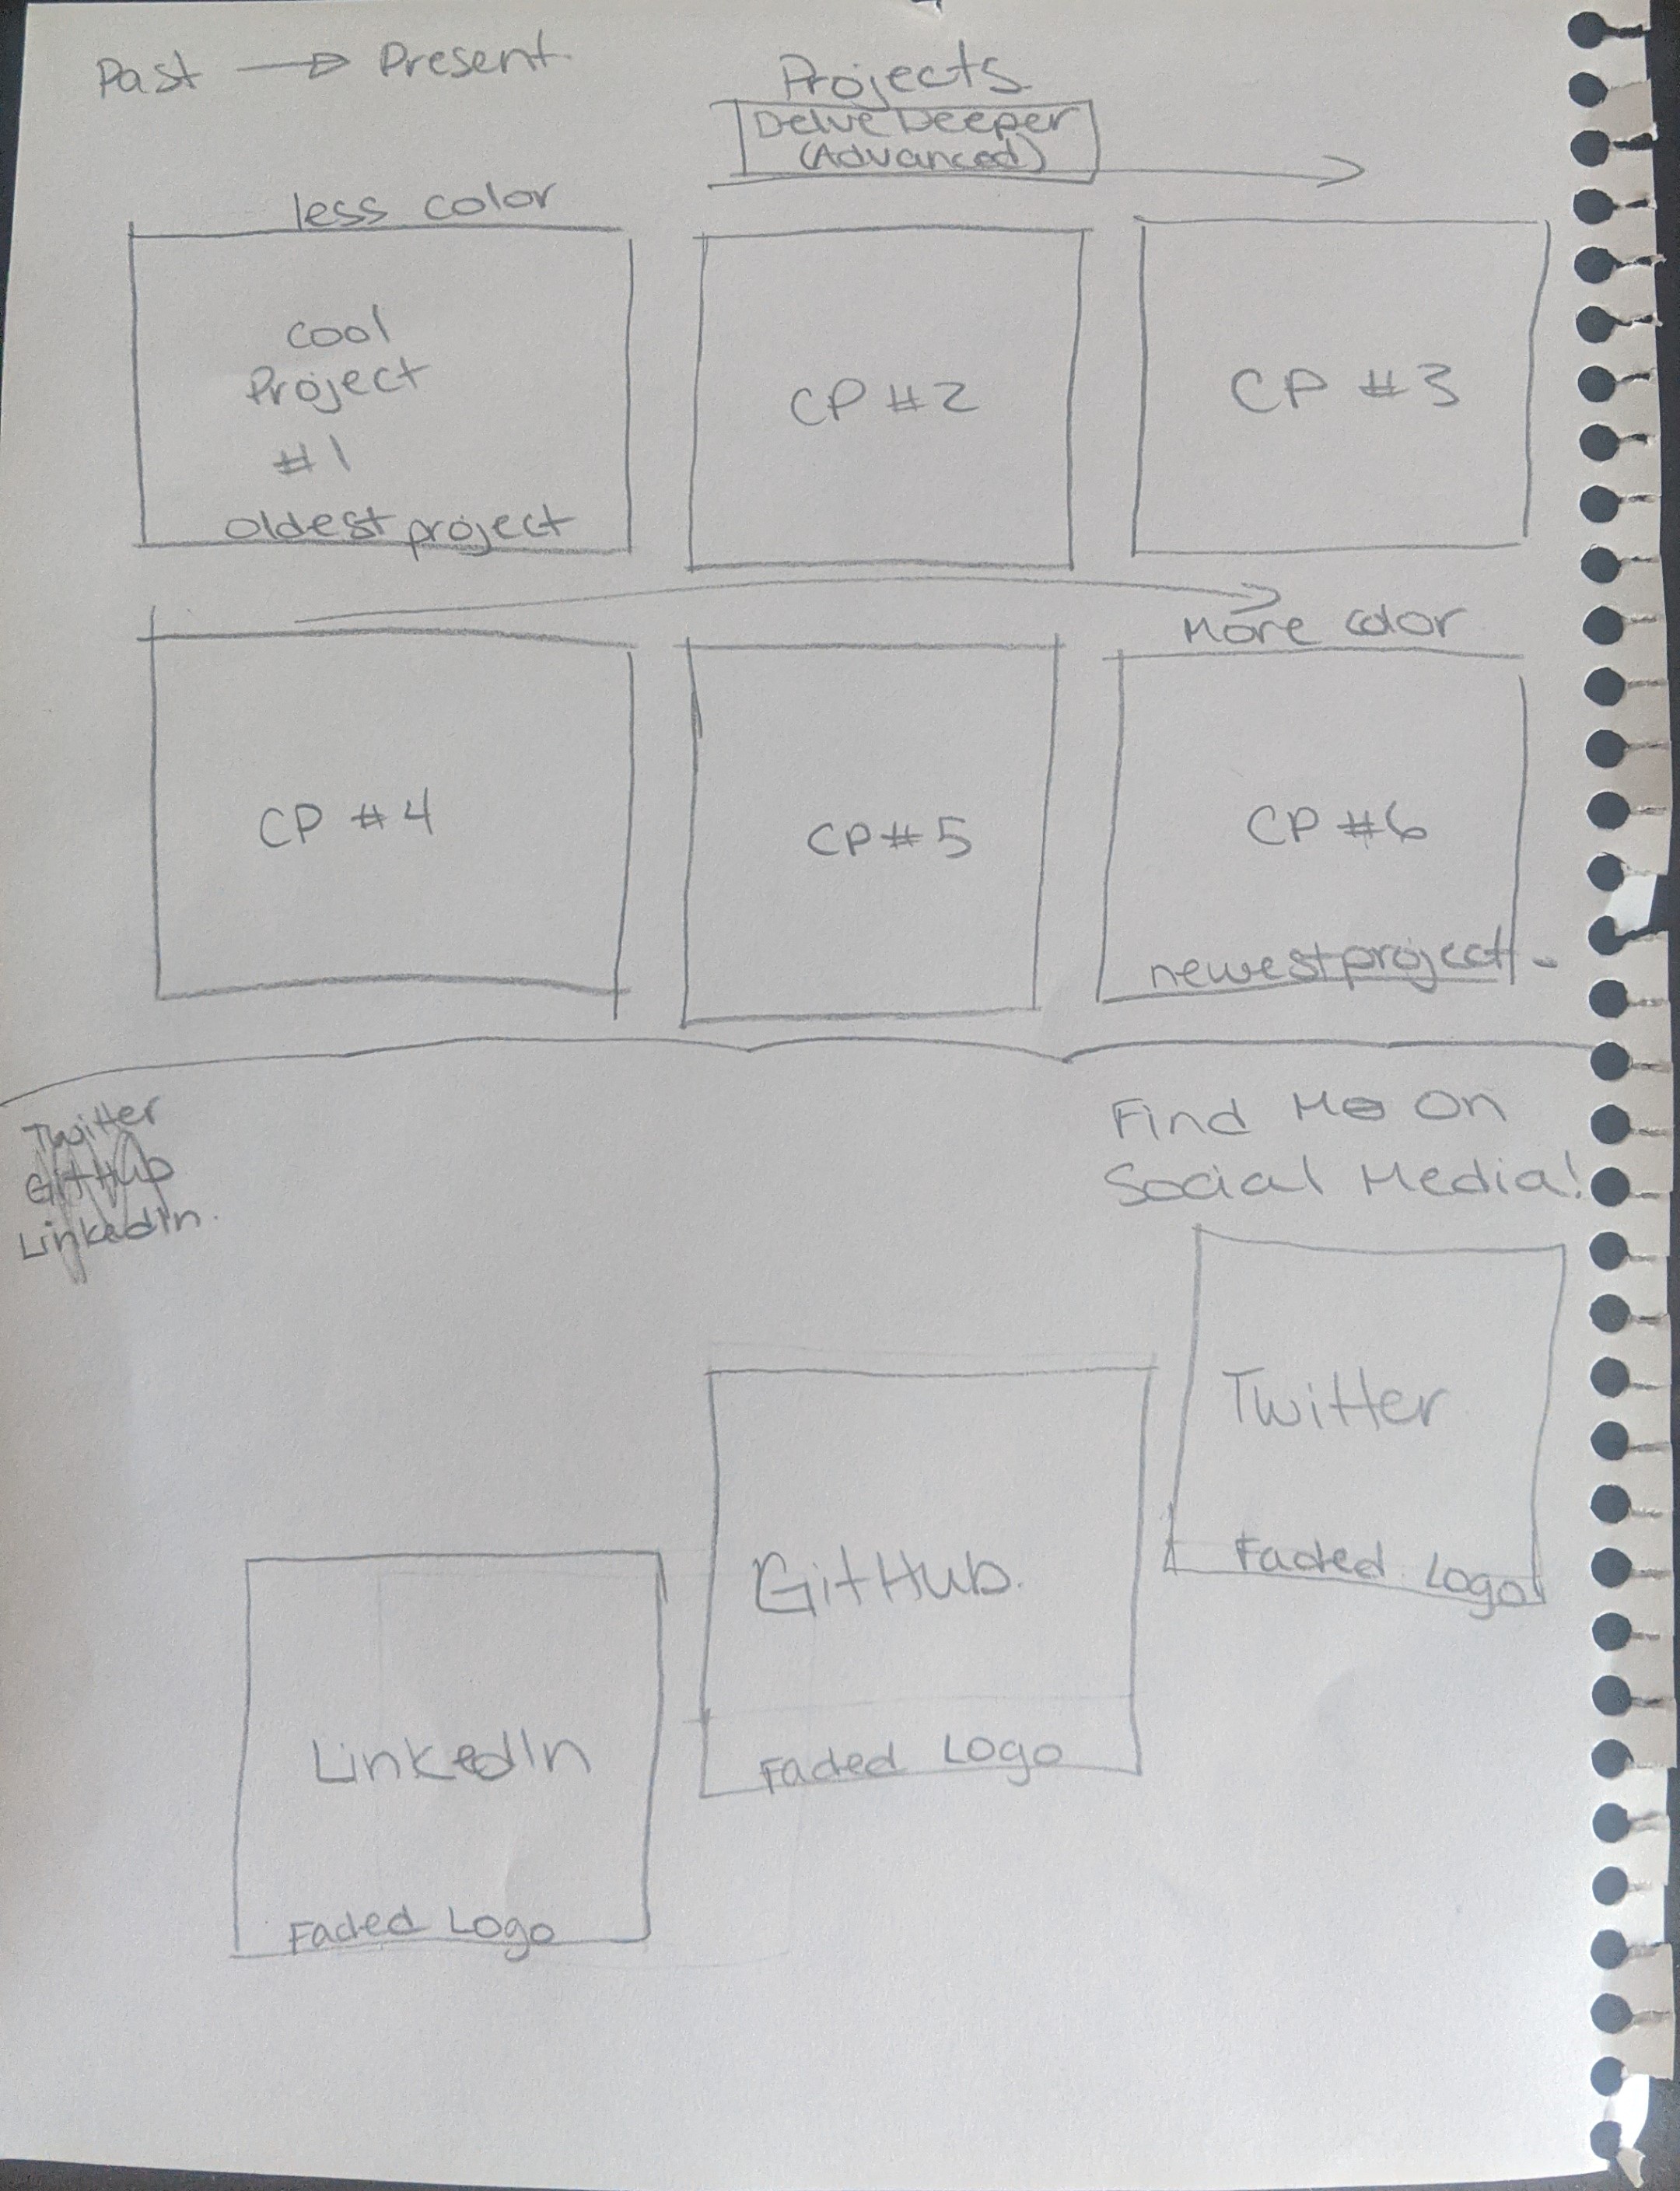 Past → Present.
Projects
Delve Deeper
(Advanced)
less color
Cool
Project
#1
oldest project
CP #2
CP #3
More color
CP #4
CP #5
CP #6
newest project
Twitter
GitHub
LinkedIn.
Find Me On
Social Media!
Twitter
Faded Logo
GitHub.
Faded Logo
LinkedIn
Faded Logo